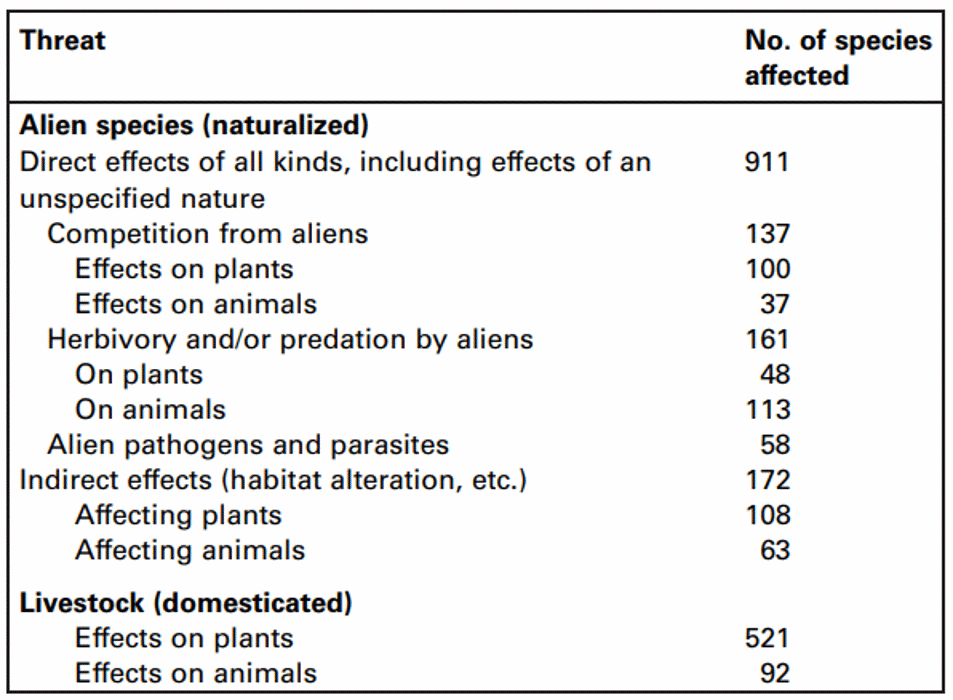 Threat No. of species
affected
Alien species (naturalized)
Direct effects of all kinds, including effects of an 911
unspecified nature
Competition from aliens 137
Effects on plants 100
Effects on animals 37
Herbivory and/or predation by aliens 161
On plants 48
On animals 113
Alien pathogens and parasites 58
Indirect effects (habitat alteration, etc.) 172
Affecting plants 108
Affecting animals 63
Livestock (domesticated)
Effects on plants 521
Effects on animals 92